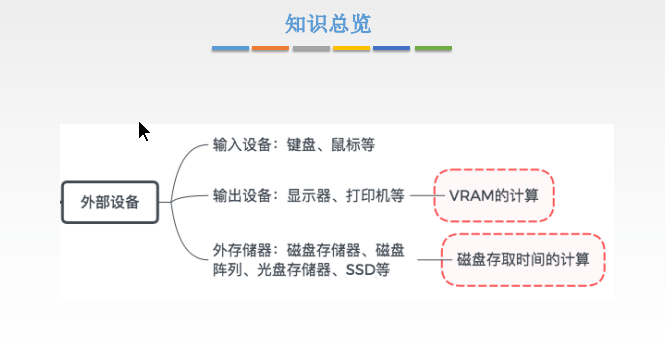 知识总览
外部设备
输入设备：键盘、鼠标等
输出设备：显示器、打印机等
VRAM的计算
外存储器：磁盘存储器、磁盘
阵列、光盘存储器、SSD等
磁盘存取时间的计算